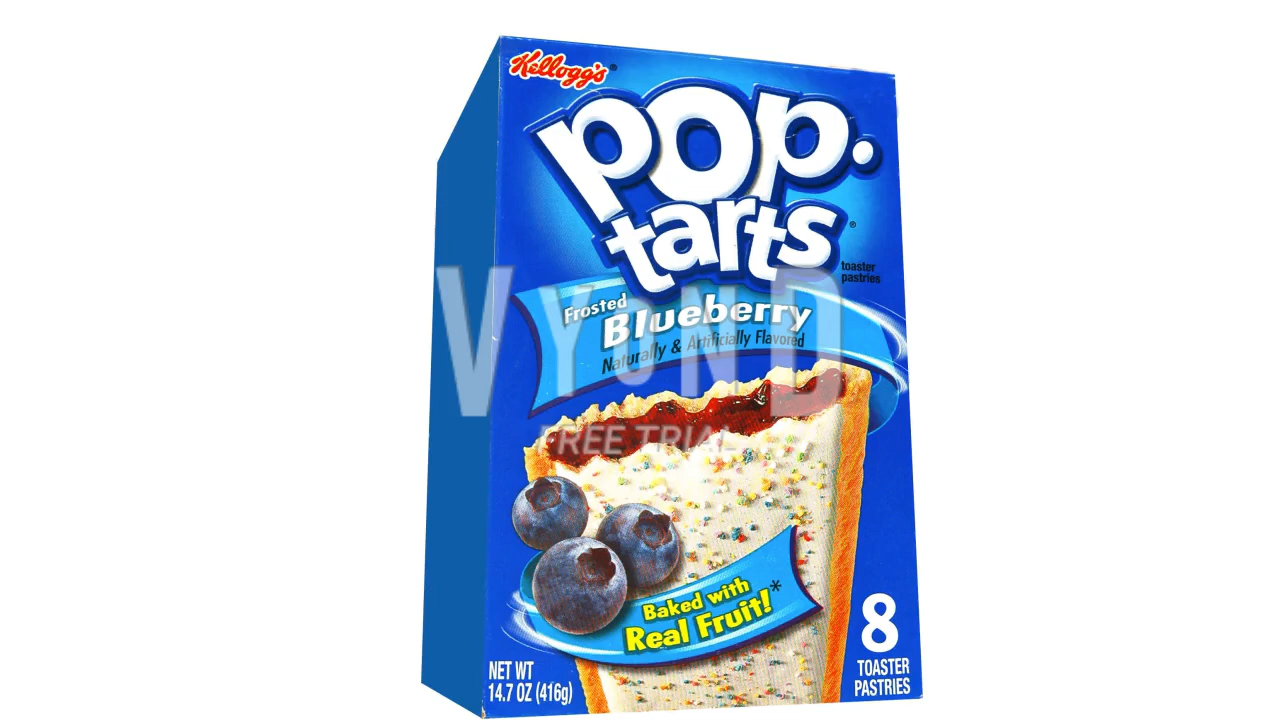 Kellogg's®
pop.
tarts®
toaster
pastries
Frosted
Blueberry
Naturally & Artificially Flavored
VYOND
FREE TRIAL
Baked with
Real Fruit!*
8
TOASTER
PASTRIES
NET WT
14.7 OZ (416g)